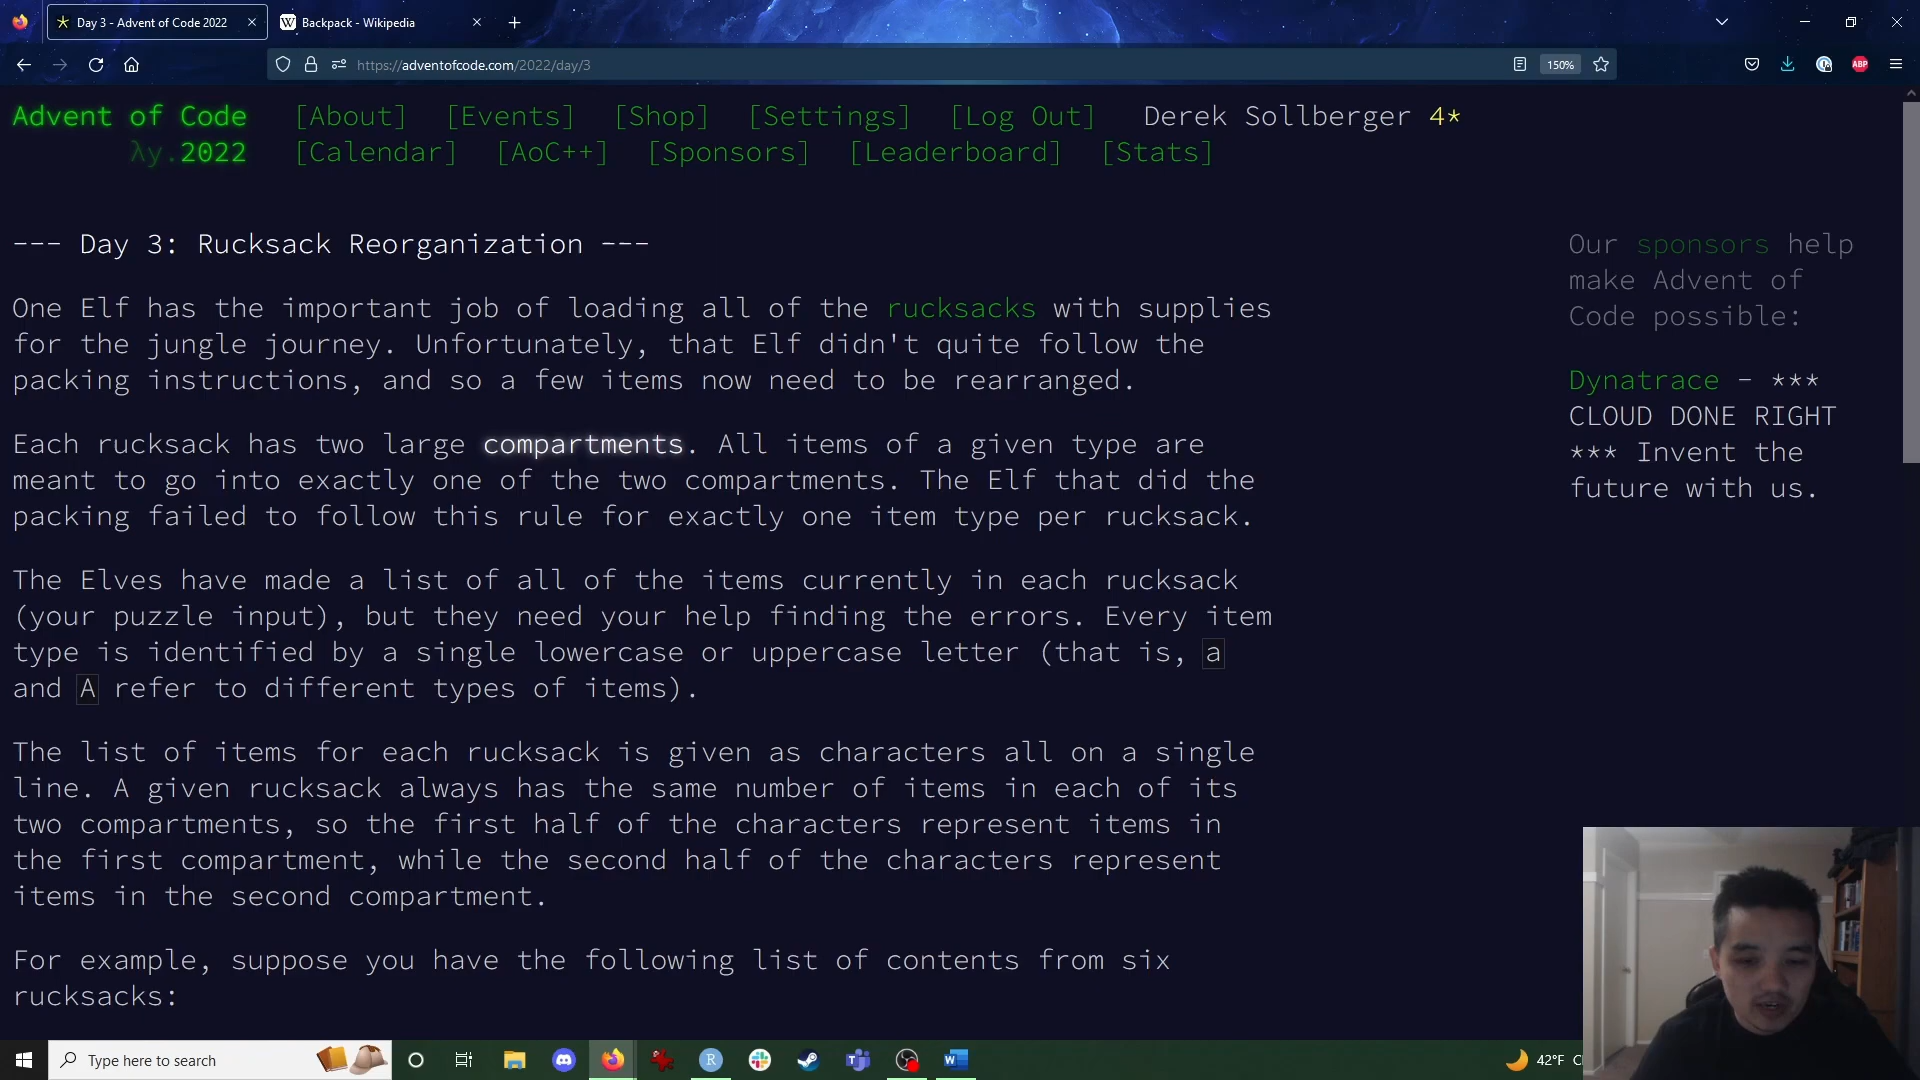 Day 3 - Advent of Code 2022
Backpack - Wikipedia
https://adventofcode.com/2022/day/3
150%
ABP
Advent of Code [About] [Events] [Shop] [Settings] [Log Out] Derek Sollberger 4*
λy.2022 [Calendar] [AoC++] [Sponsors] [Leaderboard] [Stats]
--- Day 3: Rucksack Reorganization ---
One Elf has the important job of loading all of the rucksacks with supplies
for the jungle journey. Unfortunately, that Elf didn't quite follow the
packing instructions, and so a few items now need to be rearranged.
Each rucksack has two large compartments. All items of a given type are
meant to go into exactly one of the two compartments. The Elf that did the
packing failed to follow this rule for exactly one item type per rucksack.
The Elves have made a list of all of the items currently in each rucksack
(your puzzle input), but they need your help finding the errors. Every item
type is identified by a single lowercase or uppercase letter (that is, a
and A refer to different types of items).
The list of items for each rucksack is given as characters all on a single
line. A given rucksack always has the same number of items in each of its
two compartments, so the first half of the characters represent items in
the first compartment, while the second half of the characters represent
items in the second compartment.
For example, suppose you have the following list of contents from six
rucksacks:
Our sponsors help
make Advent of
Code possible:
Dynatrace - ***
CLOUD DONE RIGHT
*** Invent the
future with us.
Type here to search
42°F